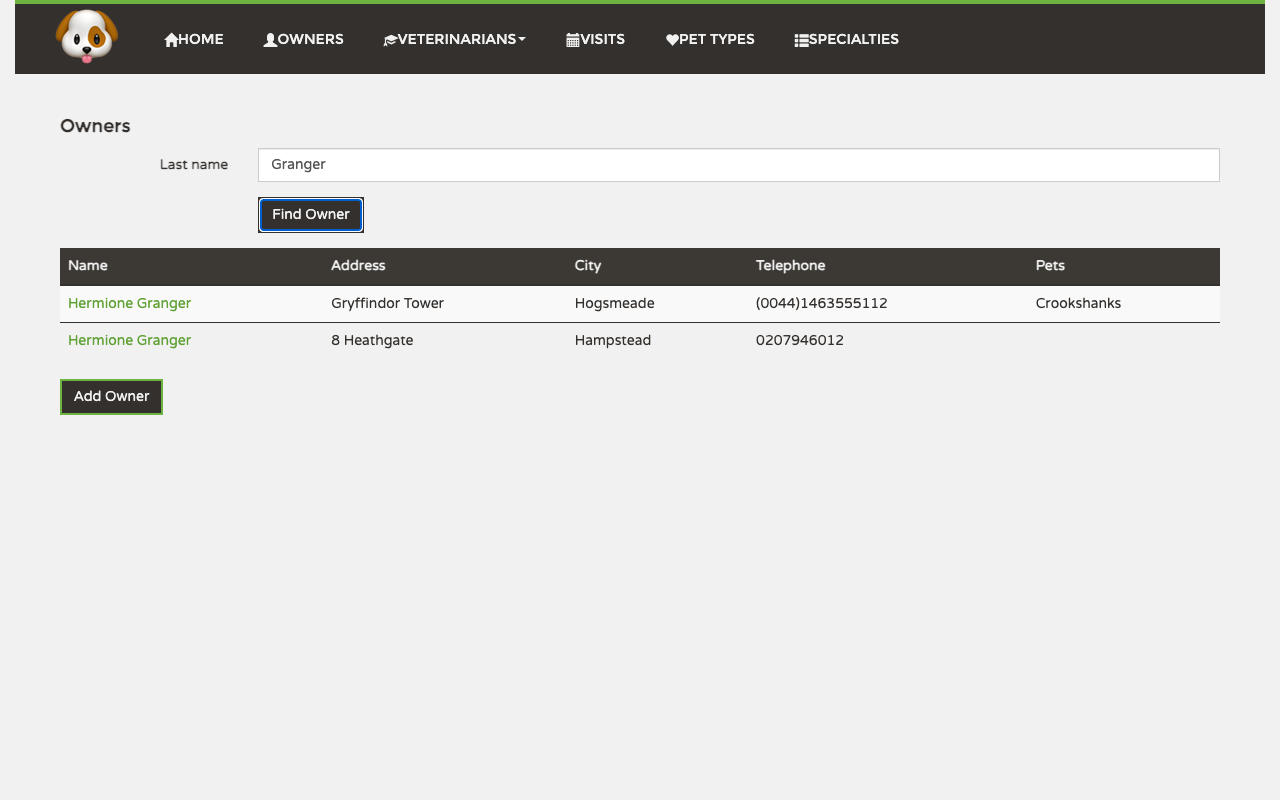 HOME OWNERS VETERINARIANS VISITS PET TYPES SPECIALTIES
Owners
Last name Granger
Find Owner
Name Address City Telephone Pets
Hermione Granger Gryffindor Tower Hogsmeade (0044)1463555112 Crookshanks
Hermione Granger 8 Heathgate Hampstead 0207946012
Add Owner